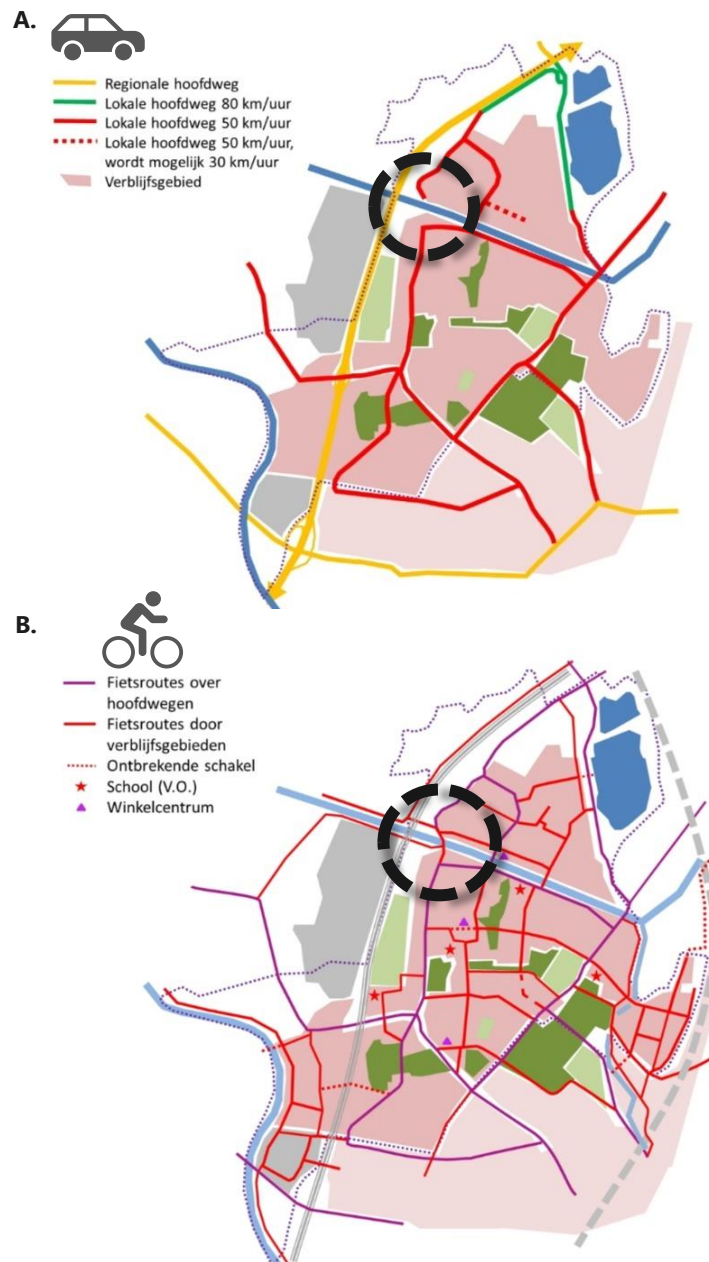 A.
Regionale hoofdweg
Lokale hoofdweg 80 km/uur
Lokale hoofdweg 50 km/uur
Lokale hoofdweg 50 km/uur,
wordt mogelijk 30 km/uur
Verblijfsgebied
B.
Fietsroutes over
hoofdwegen
Fietsroutes door
verblijfsgebieden
Ontbrekende schakel
School (V.O.)
Winkelcentrum